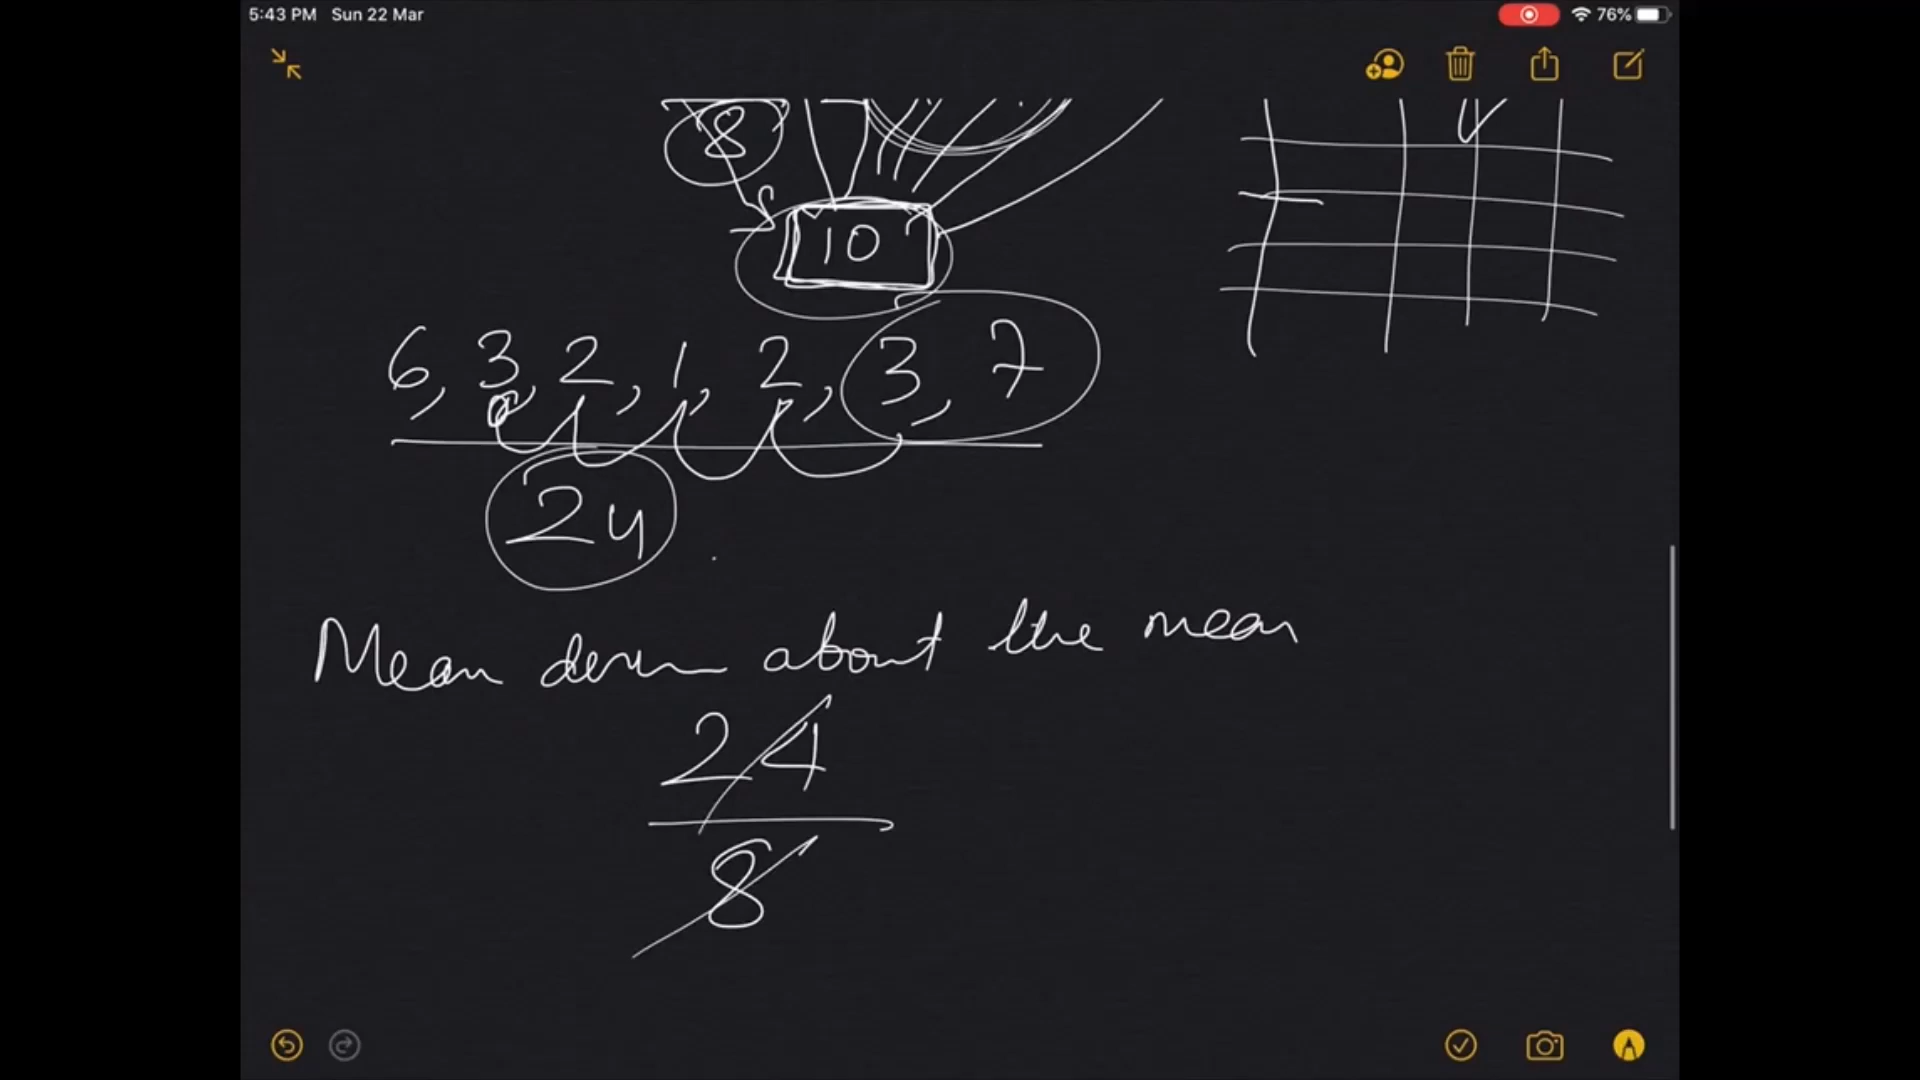 5:43 PM Sun 22 Mar 76%
8
10
6, 3, 2, 1, 2, 3, 7
24
Mean devn about the mean
24
8